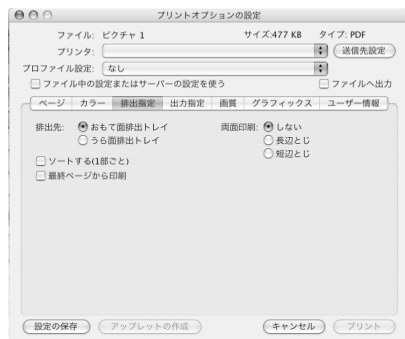 プリントオプションの設定
ファイル: ピクチャ 1 サイズ:477 KB タイプ: PDF
プリンタ: 送信先設定
プロファイル設定: なし
ファイル中の設定またはサーバーの設定を使う ファイルへ出力
ページ カラー 排出指定 出力指定 画質 グラフィックス ユーザー情報
排出先: おもて面排出トレイ 両面印刷: しない
うら面排出トレイ 長辺とじ
短辺とじ
ソートする(1部ごと)
最終ページから印刷
設定の保存 アップレットの作成 キャンセル プリント